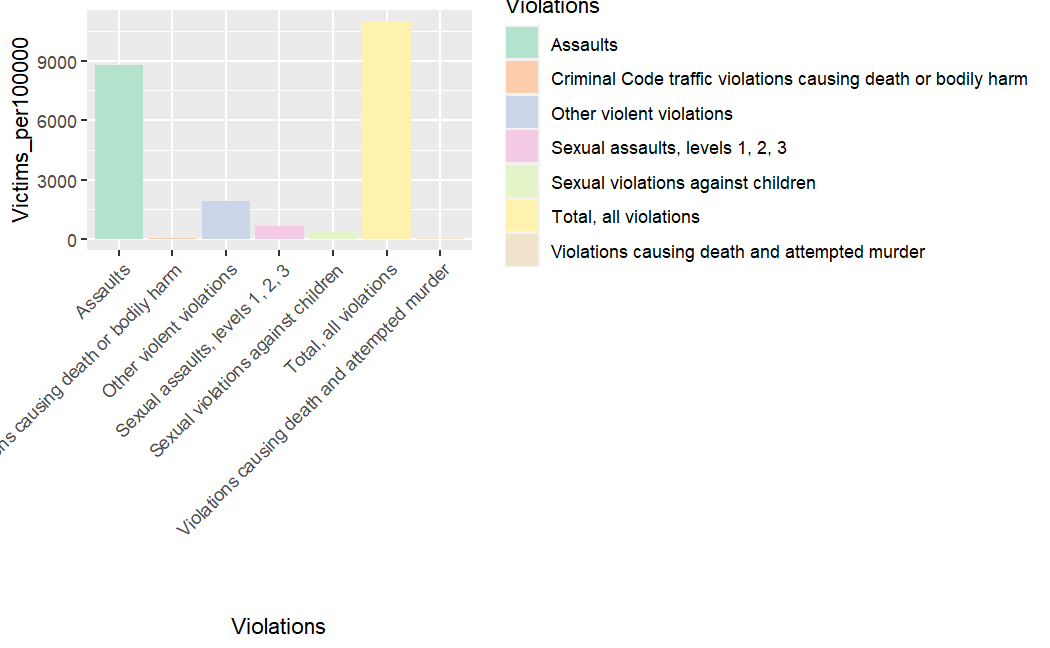 Victims_per100000
9000
6000
3000
0
Assaults
ns causing death or bodily harm
Other violent violations
Sexual assaults, levels 1, 2, 3
Sexual violations against children
Total, all violations
Violations causing death and attempted murder
Violations
Violations
Assaults
Criminal Code traffic violations causing death or bodily harm
Other violent violations
Sexual assaults, levels 1, 2, 3
Sexual violations against children
Total, all violations
Violations causing death and attempted murder